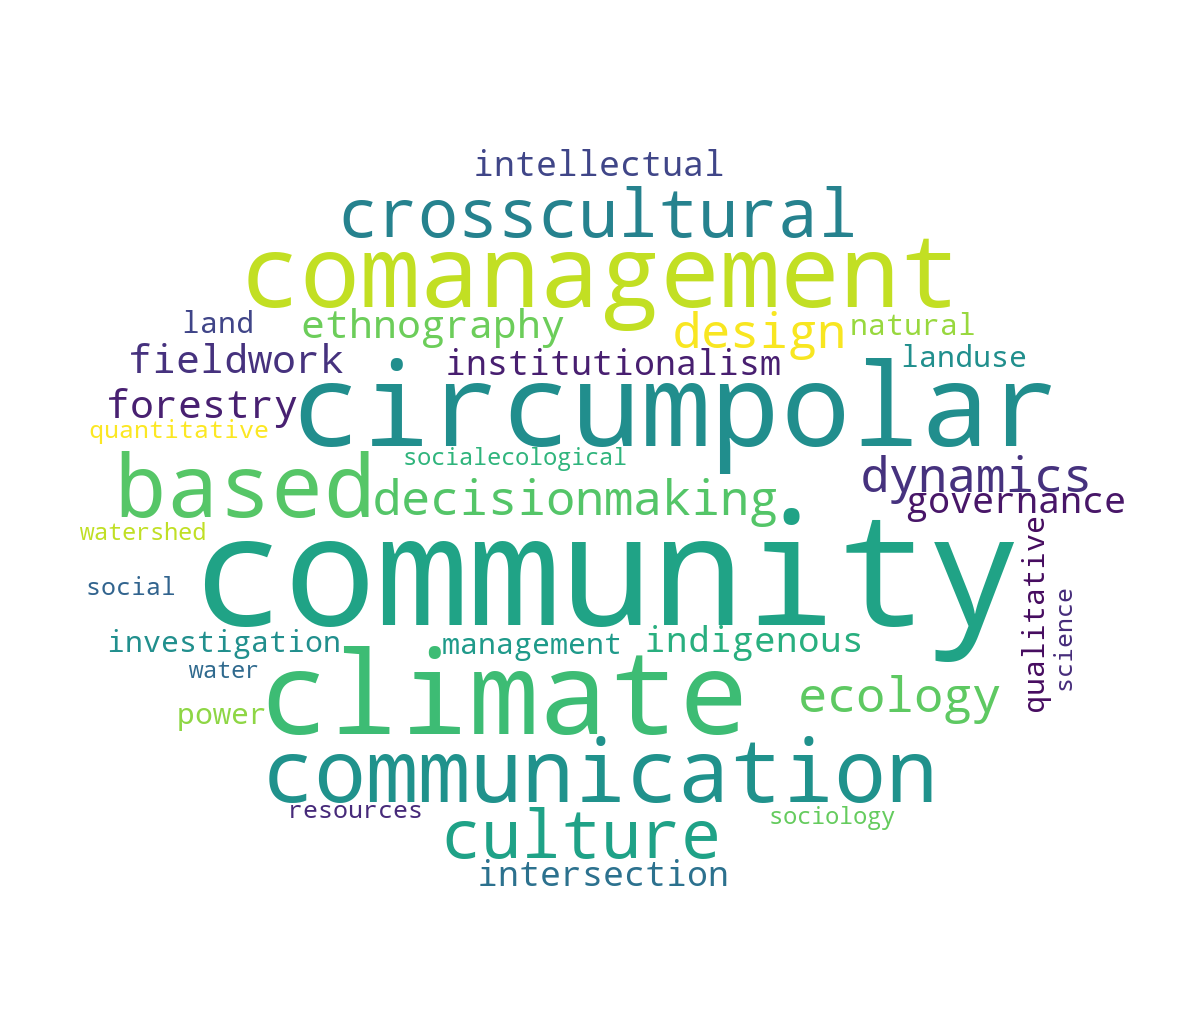 intellectual
crosscultural
comanagement
land
ethnography
design
natural
fieldwork
institutionalism
landuse
forestry
circumpolar
quantitative
socialecological
based
decisionmaking
dynamics
governance
watershed
community
qualitative
science
social
investigation
management
indigenous
water
climate
ecology
power
communication
resources
culture
sociology
intersection